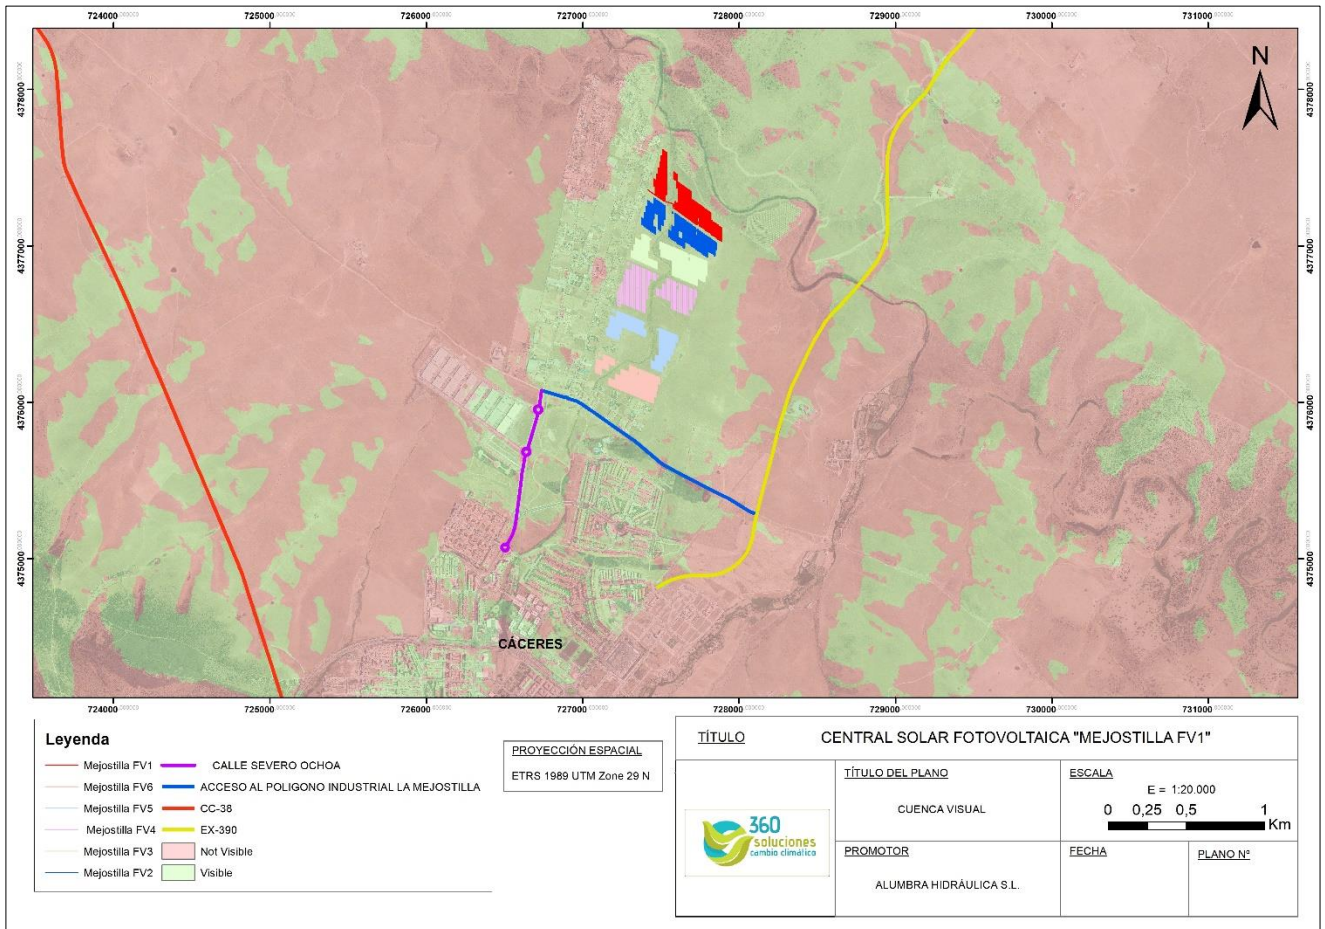 724000 725000 726000 727000 728000 729000 730000 731000
4378000 4378000
4377000 4377000
4376000 4376000
4375000 4375000
N
CÁCERES
724000 725000 726000 727000 728000 729000 730000 731000
Leyenda
Mejostilla FV1 CALLE SEVERO OCHOA
Mejostilla FV6 ACCESO AL POLIGONO INDUSTRIAL LA MEJOSTILLA
Mejostilla FV5 CC-38
Mejostilla FV4 EX-390
Mejostilla FV3 Not Visible
Mejostilla FV2 Visible
PROYECCIÓN ESPACIAL
ETRS 1989 UTM Zone 29 N
TÍTULO CENTRAL SOLAR FOTOVOLTAICA "MEJOSTILLA FV1"
360
soluciones
cambio climático
TÍTULO DEL PLANO
CUENCA VISUAL
ESCALA
E = 1:20.000
0 0,25 0,5 1
Km
PROMOTOR
ALUMBRA HIDRÁULICA S.L.
FECHA
PLANO Nº